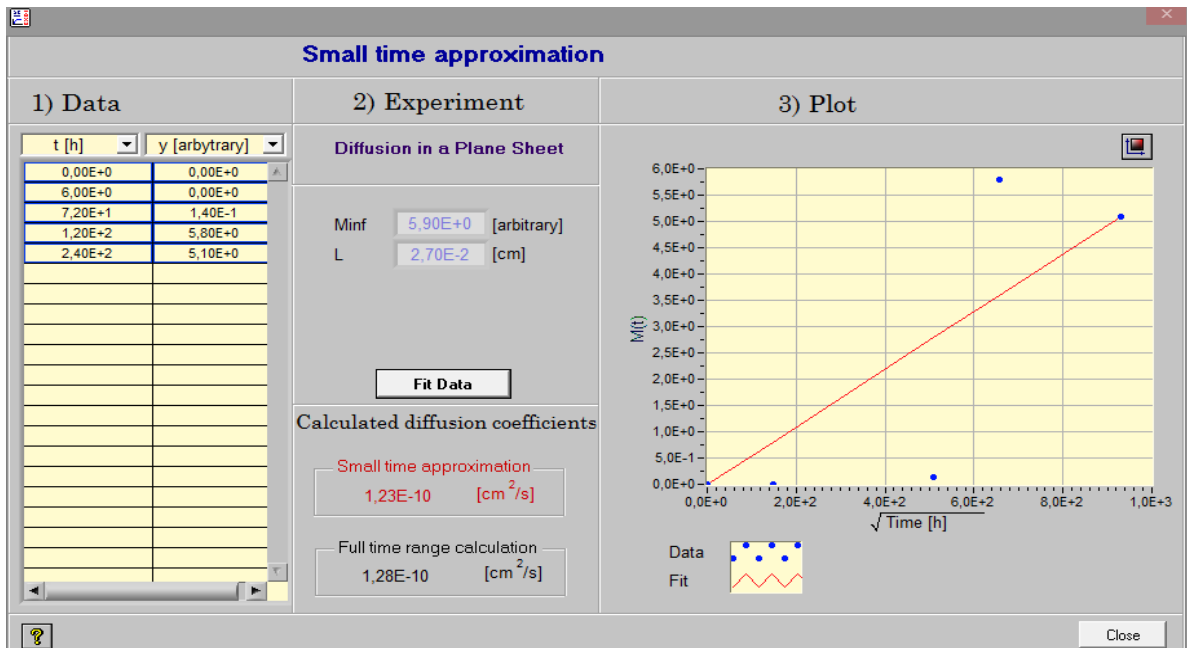 Small time approximation
1) Data
2) Experiment
3) Plot
t [h] y [arbytrary]
0,00E+0 0,00E+0
6,00E+0 0,00E+0
7,20E+1 1,40E-1
1,20E+2 5,80E+0
2,40E+2 5,10E+0
Diffusion in a Plane Sheet
Minf 5,90E+0 [arbitrary]
L 2,70E-2 [cm]
Fit Data
Calculated diffusion coefficients
Small time approximation
1,23E-10 [cm²/s]
Full time range calculation
1,28E-10 [cm²/s]
6,0E+0
5,5E+0
5,0E+0
4,5E+0
4,0E+0
3,5E+0
3,0E+0
2,5E+0
2,0E+0
1,5E+0
1,0E+0
5,0E-1
0,0E+0
M(t)
0,0E+0 2,0E+2 4,0E+2 6,0E+2 8,0E+2 1,0E+3
√Time [h]
Data
Fit
?
Close